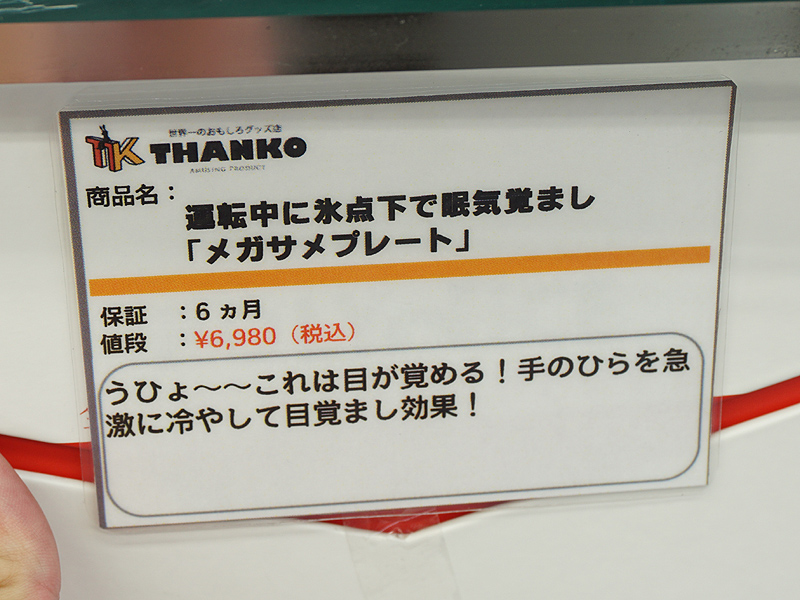 世界一のおもしろグッズ店
TK THANKO
AMUSING PRODUCT
商品名：
運転中に氷点下で眠気覚まし
「メガサメプレート」
保証　：6ヵ月
値段　：¥6,980（税込）
うひょ～～これは目が覚める！手のひらを急
激に冷やして目覚まし効果！